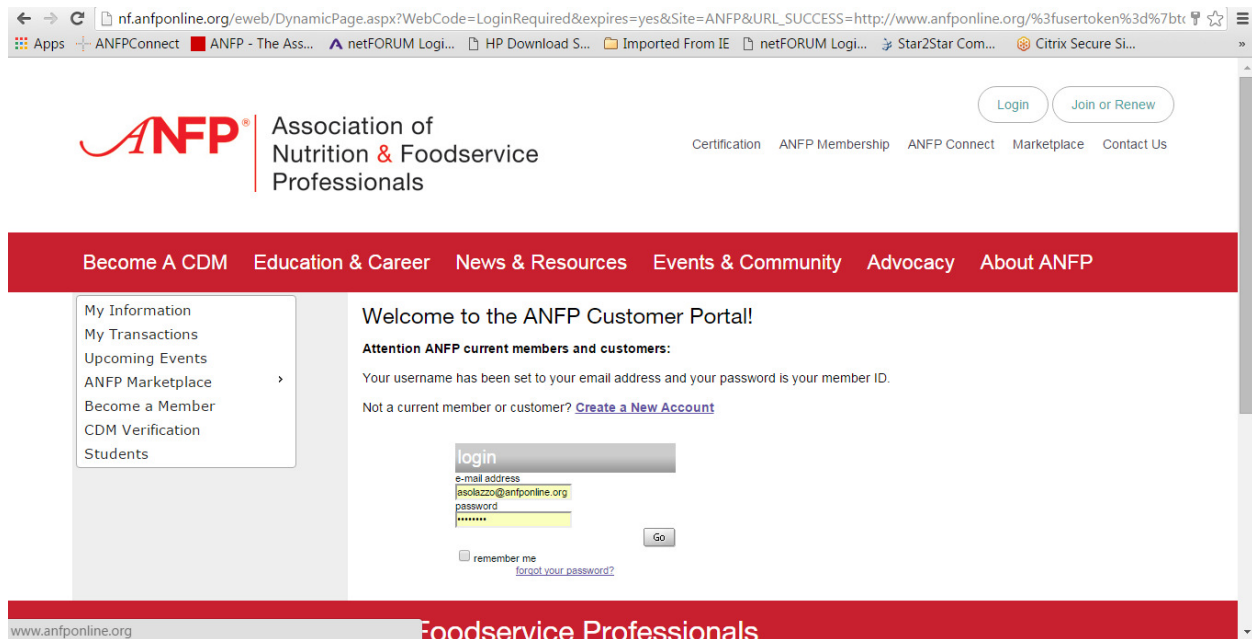 nf.anfponline.org/eweb/DynamicPage.aspx?WebCode=LoginRequired&expires=yes&Site=ANFP&URL_SUCCESS=http://www.anfponline.org/%3fusertoken%3d%7btc
Apps ANFPConnect ANFP - The Ass... netFORUM Logi... HP Download S... Imported From IE netFORUM Logi... Star2Star Com... Citrix Secure Si... »
Login Join or Renew
ANFP® Association of
Nutrition & Foodservice
Professionals
Certification ANFP Membership ANFP Connect Marketplace Contact Us
Become A CDM Education & Career News & Resources Events & Community Advocacy About ANFP
My Information
My Transactions
Upcoming Events
ANFP Marketplace ›
Become a Member
CDM Verification
Students
Welcome to the ANFP Customer Portal!
Attention ANFP current members and customers:
Your username has been set to your email address and your password is your member ID.
Not a current member or customer? Create a New Account
login
e-mail address
asolazzo@anfponline.org
password
••••••••
Go
remember me
forgot your password?
Foodservice Professionals
www.anfponline.org